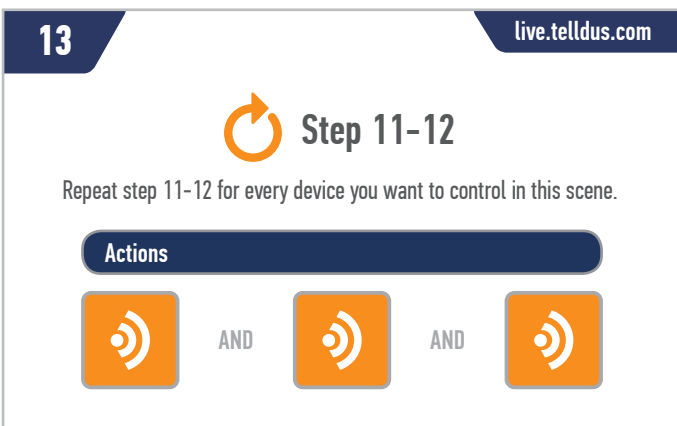 13
live.telldus.com
Step 11-12
Repeat step 11-12 for every device you want to control in this scene.
Actions
AND AND